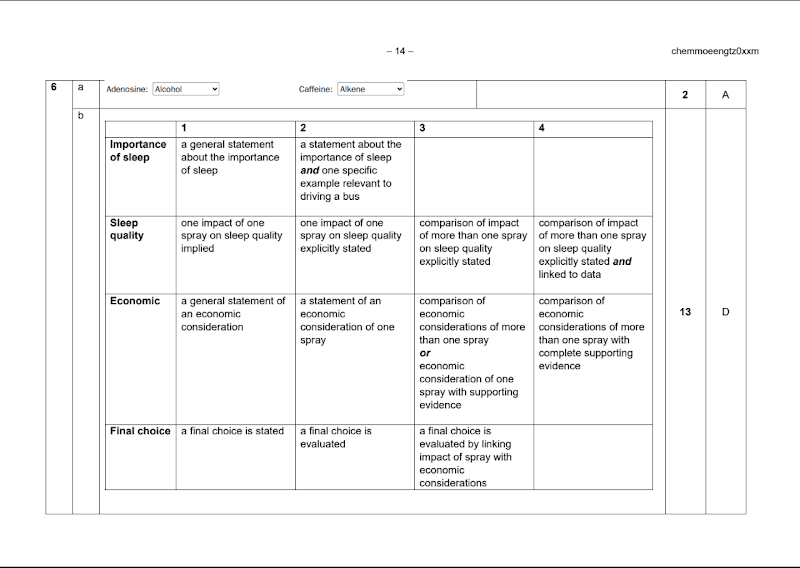 – 14 –
chemmoeengtz0xxm
6
a
Adenosine: Alcohol
Caffeine: Alkene
2
A
b
1
2
3
4
Importance
of sleep
a general statement
about the importance
of sleep
a statement about the
importance of sleep
and one specific
example relevant to
driving a bus
Sleep
quality
one impact of one
spray on sleep quality
implied
one impact of one
spray on sleep quality
explicitly stated
comparison of impact
of more than one spray
on sleep quality
explicitly stated
comparison of impact
of more than one spray
on sleep quality
explicitly stated and
linked to data
Economic
a general statement of
an economic
consideration
a statement of an
economic
consideration of one
spray
comparison of
economic
considerations of more
than one spray
or
economic
consideration of one
spray with supporting
evidence
comparison of
economic
considerations of more
than one spray with
complete supporting
evidence
13
D
Final choice
a final choice is stated
a final choice is
evaluated
a final choice is
evaluated by linking
impact of spray with
economic
considerations